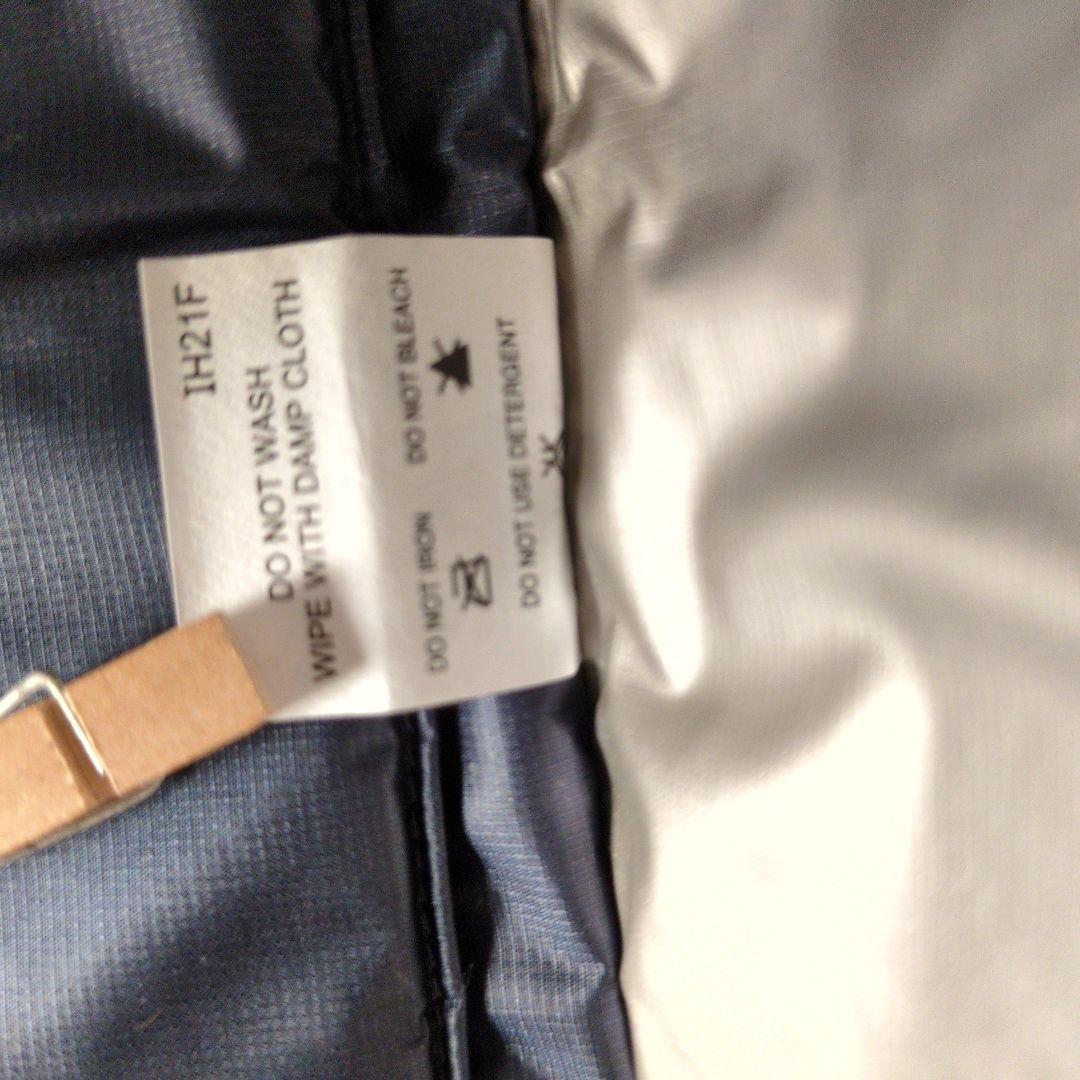 IH21F
DO NOT WASH
WIPE WITH DAMP CLOTH
DO NOT IRON DO NOT BLEACH
DO NOT USE DETERGENT